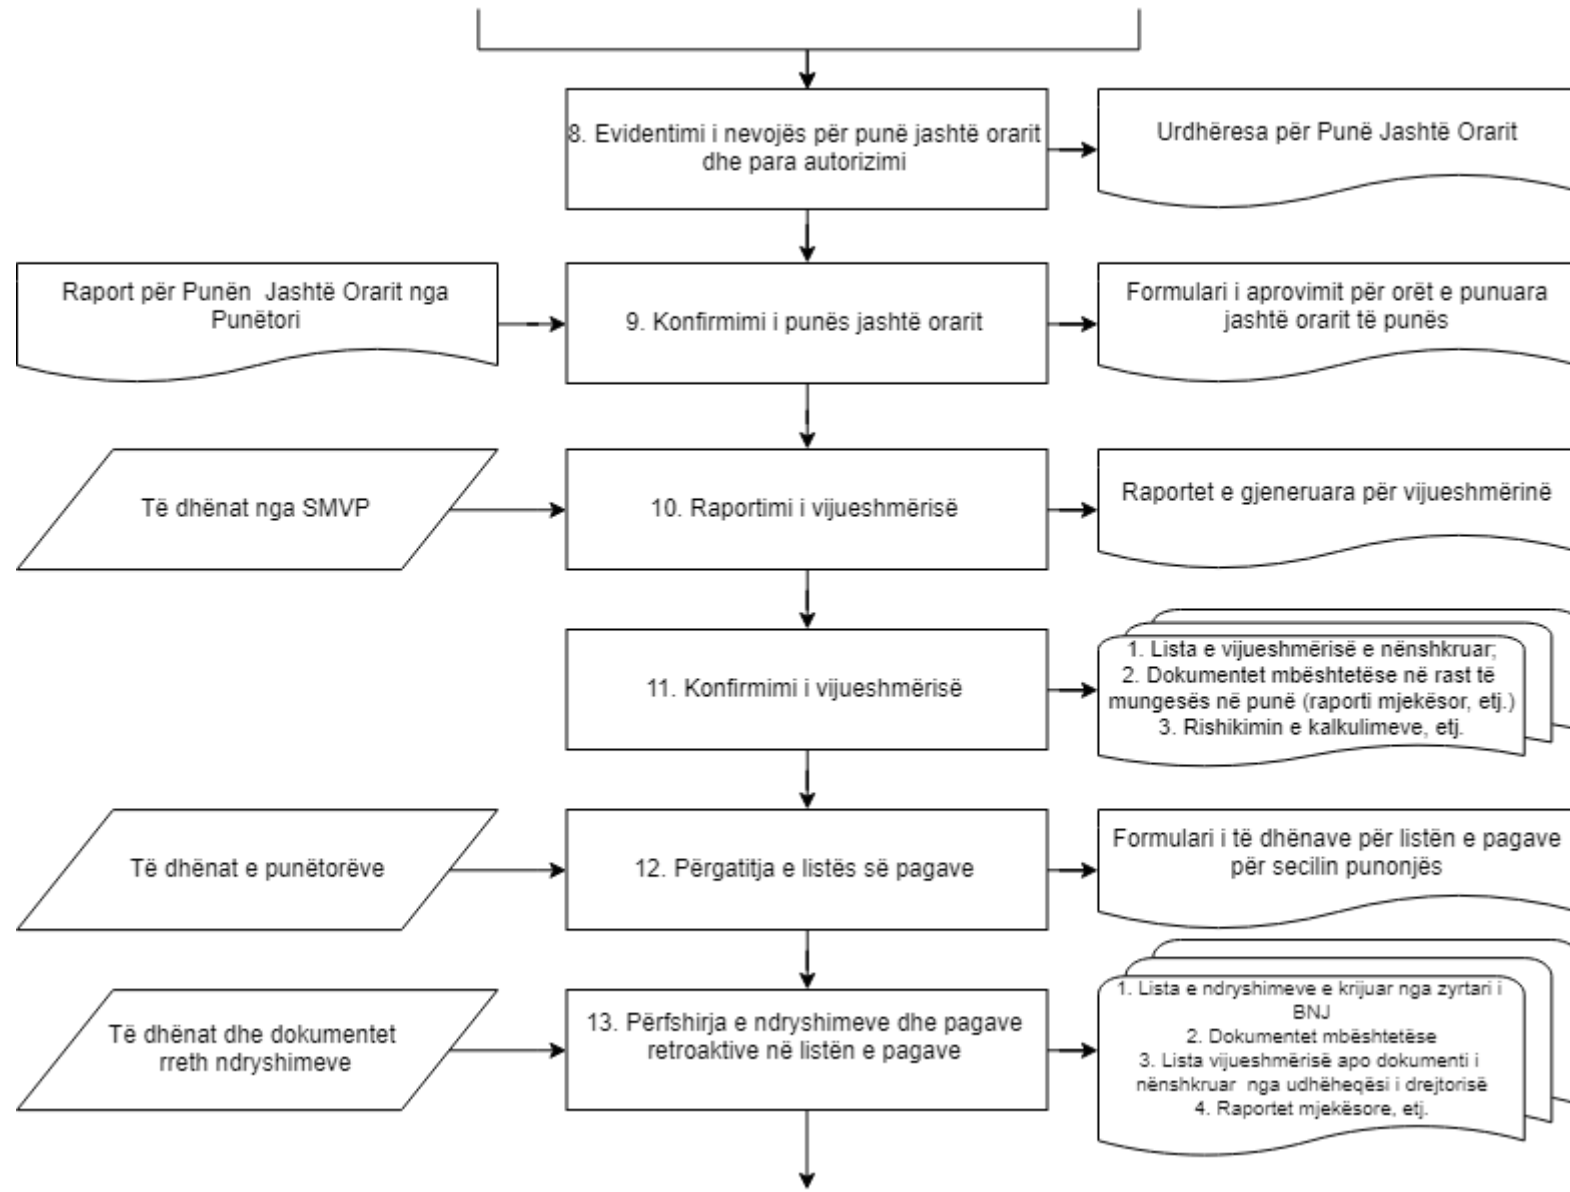 8. Evidentimi i nevojës për punë jashtë orarit
dhe para autorizimi
Urdhëresa për Punë Jashtë Orarit
Raport për Punën Jashtë Orarit nga
Punëtori
9. Konfirmimi i punës jashtë orarit
Formulari i aprovimit për orët e punuara
jashtë orarit të punës
Të dhënat nga SMVP
10. Raportimi i vijueshmërisë
Raportet e gjeneruara për vijueshmërinë
11. Konfirmimi i vijueshmërisë
1. Lista e vijueshmërisë e nënshkruar;
2. Dokumentet mbështetëse në rast të
mungesës në punë (raporti mjekësor, etj.)
3. Rishikimin e kalkulimeve, etj.
Të dhënat e punëtorëve
12. Përgatitja e listës së pagave
Formulari i të dhënave për listën e pagave
për secilin punonjës
Të dhënat dhe dokumentet
rreth ndryshimeve
13. Përfshirja e ndryshimeve dhe pagave
retroaktive në listën e pagave
1. Lista e ndryshimeve e krijuar nga zyrtari i
BNJ
2. Dokumentet mbështetëse
3. Lista vijueshmërisë apo dokumenti i
nënshkruar nga udhëheqësi i drejtorisë
4. Raportet mjekësore, etj.